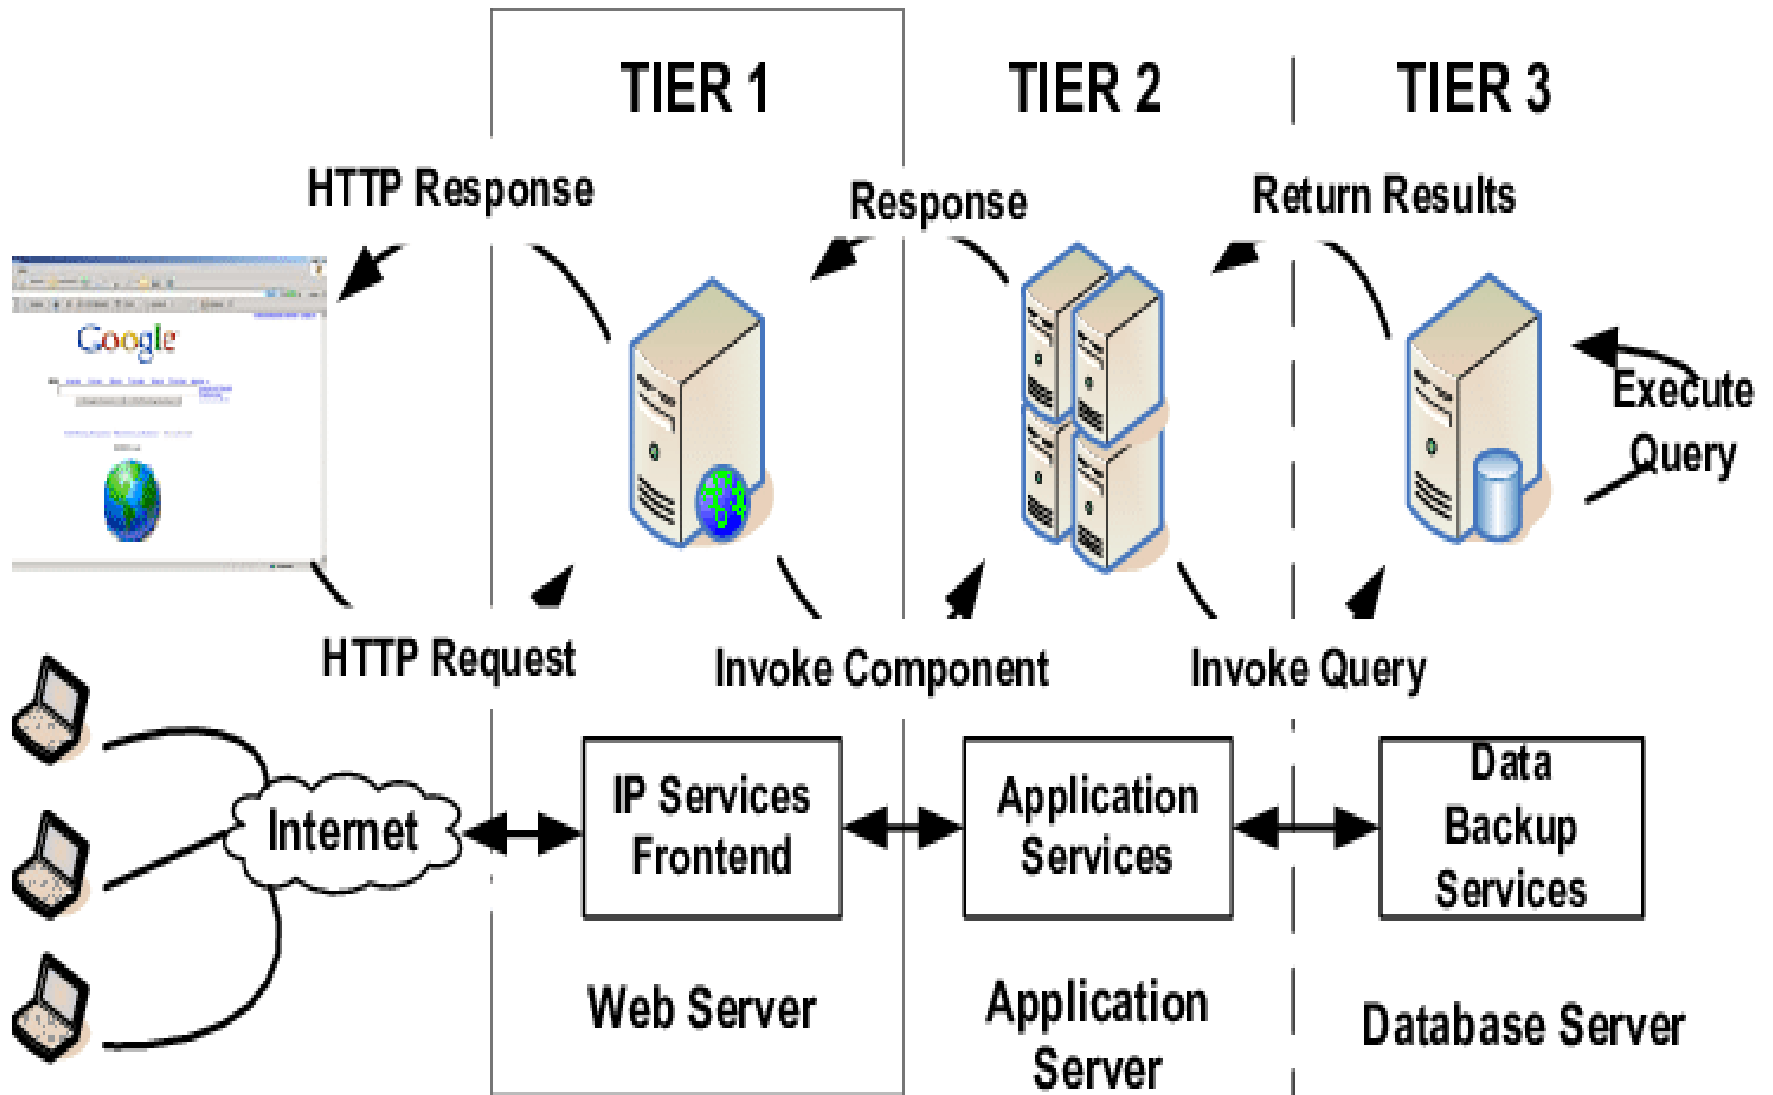 TIER 1
TIER 2
TIER 3
HTTP Response
Response
Return Results
Google
Execute
Query
HTTP Request
Invoke Component
Invoke Query
Internet
IP Services
Frontend
Application
Services
Data
Backup
Services
Web Server
Application
Server
Database Server